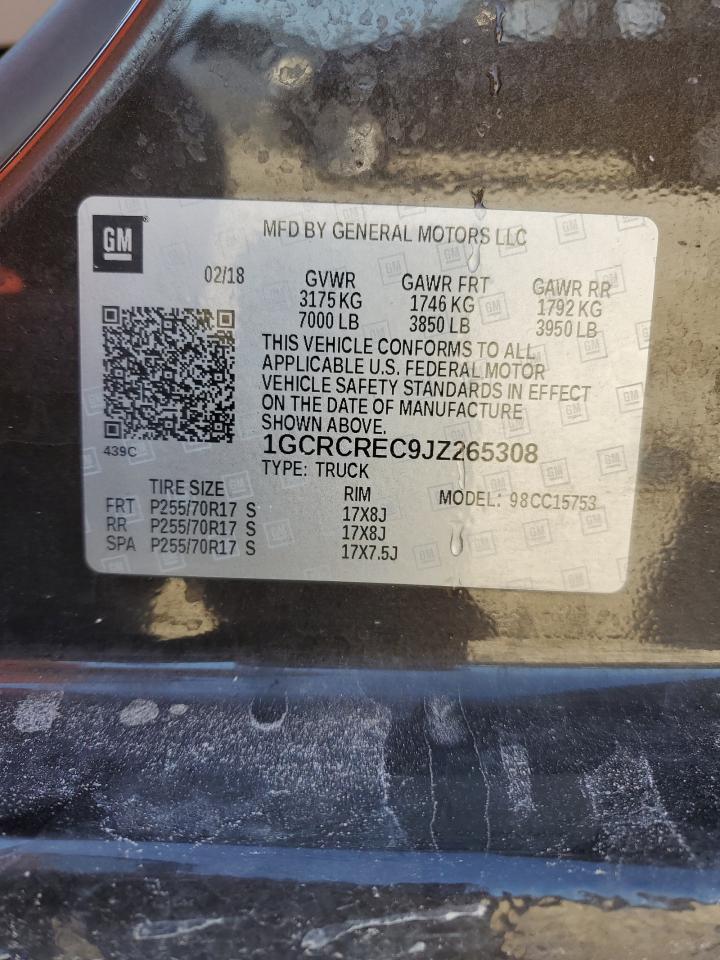 GM
MFD BY GENERAL MOTORS LLC
02/18 GVWR GAWR FRT GAWR RR
3175 KG 1746 KG 1792 KG
7000 LB 3850 LB 3950 LB
THIS VEHICLE CONFORMS TO ALL
APPLICABLE U.S. FEDERAL MOTOR
VEHICLE SAFETY STANDARDS IN EFFECT
ON THE DATE OF MANUFACTURE
SHOWN ABOVE.
439C
1GCRCREC9JZ265308
TYPE: TRUCK
TIRE SIZE RIM MODEL: 98CC15753
FRT P255/70R17 S 17X8J
RR P255/70R17 S 17X8J
SPA P255/70R17 S 17X7.5J